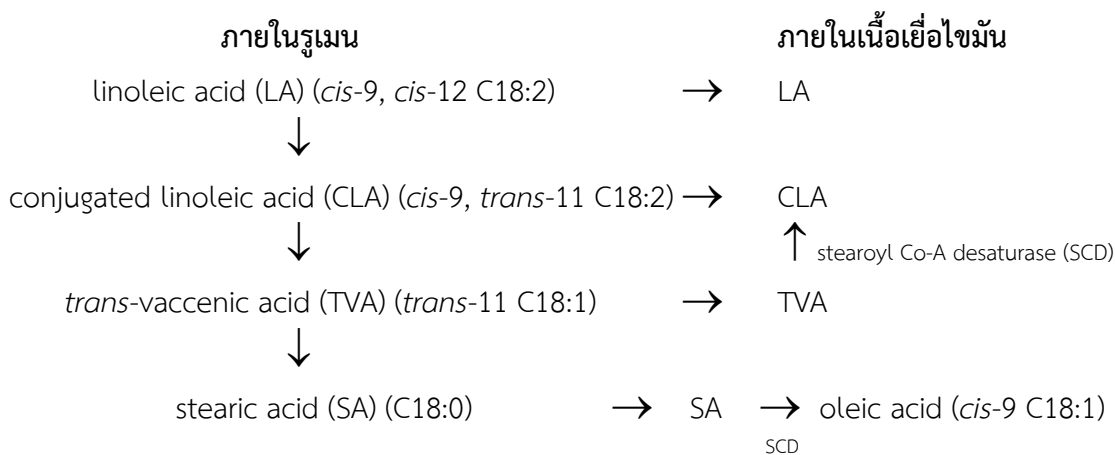 ภายในรูเมน ภายในเนื้อเยื่อไขมัน
linoleic acid (LA) (cis-9, cis-12 C18:2) → LA
↓
conjugated linoleic acid (CLA) (cis-9, trans-11 C18:2) → CLA
↓ ↑ stearoyl Co-A desaturase (SCD)
trans-vaccenic acid (TVA) (trans-11 C18:1) → TVA
↓
stearic acid (SA) (C18:0) → SA → oleic acid (cis-9 C18:1)
SCD